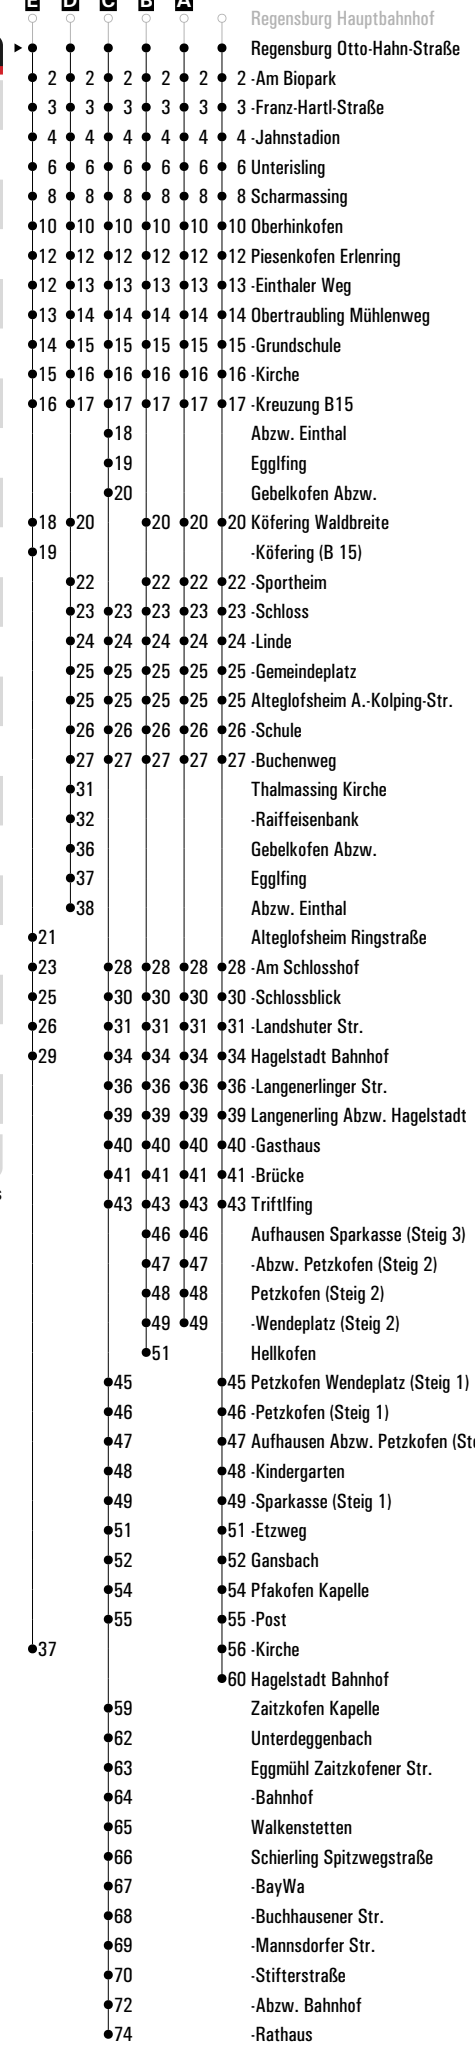 E D C B A
Regensburg Hauptbahnhof
Regensburg Otto-Hahn-Straße
2 2 2 2 2 2 -Am Biopark
3 3 3 3 3 3 -Franz-Hartl-Straße
4 4 4 4 4 4 -Jahnstadion
6 6 6 6 6 6 Unterisling
8 8 8 8 8 8 Scharmassing
10 10 10 10 10 10 Oberhinkofen
12 12 12 12 12 12 Piesenkofen Erlenring
12 13 13 13 13 13 -Einthaler Weg
13 14 14 14 14 14 Obertraubling Mühlenweg
14 15 15 15 15 15 -Grundschule
15 16 16 16 16 16 -Kirche
16 17 17 17 17 17 -Kreuzung B15
18 Abzw. Einthal
19 Egglfing
20 Gebelkofen Abzw.
18 20 20 20 20 Köfering Waldbreite
19 -Köfering (B 15)
22 22 22 22 -Sportheim
23 23 23 23 23 -Schloss
24 24 24 24 24 -Linde
25 25 25 25 25 -Gemeindeplatz
25 25 25 25 25 Alteglofsheim A.-Kolping-Str.
26 26 26 26 26 -Schule
27 27 27 27 27 -Buchenweg
31 Thalmassing Kirche
32 -Raiffeisenbank
36 Gebelkofen Abzw.
37 Egglfing
38 Abzw. Einthal
21 Alteglofsheim Ringstraße
23 28 28 28 28 -Am Schlosshof
25 30 30 30 30 -Schlossblick
26 31 31 31 31 -Landshuter Str.
29 34 34 34 34 Hagelstadt Bahnhof
36 36 36 36 -Langenerlinger Str.
39 39 39 39 Langenerling Abzw. Hagelstadt
40 40 40 40 -Gasthaus
41 41 41 41 -Brücke
43 43 43 43 Triftlfing
46 46 Aufhausen Sparkasse (Steig 3)
47 47 -Abzw. Petzkofen (Steig 2)
48 48 Petzkofen (Steig 2)
49 49 -Wendeplatz (Steig 2)
51 Hellkofen
45 45 Petzkofen Wendeplatz (Steig 1)
46 46 -Petzkofen (Steig 1)
47 47 Aufhausen Abzw. Petzkofen
48 48 -Kindergarten
49 49 -Sparkasse (Steig 1)
51 51 -Etzweg
52 52 Gansbach
54 54 Pfakofen Kapelle
55 55 -Post
37 56 -Kirche
60 Hagelstadt Bahnhof
59 Zaitzkofen Kapelle
62 Unterdeggenbach
63 Eggmühl Zaitzkofener Str.
64 -Bahnhof
65 Walkenstetten
66 Schierling Spitzwegstraße
67 -BayWa
68 -Buchhausener Str.
69 -Mannsdorfer Str.
70 -Stifterstraße
72 -Abzw. Bahnhof
74 -Rathaus